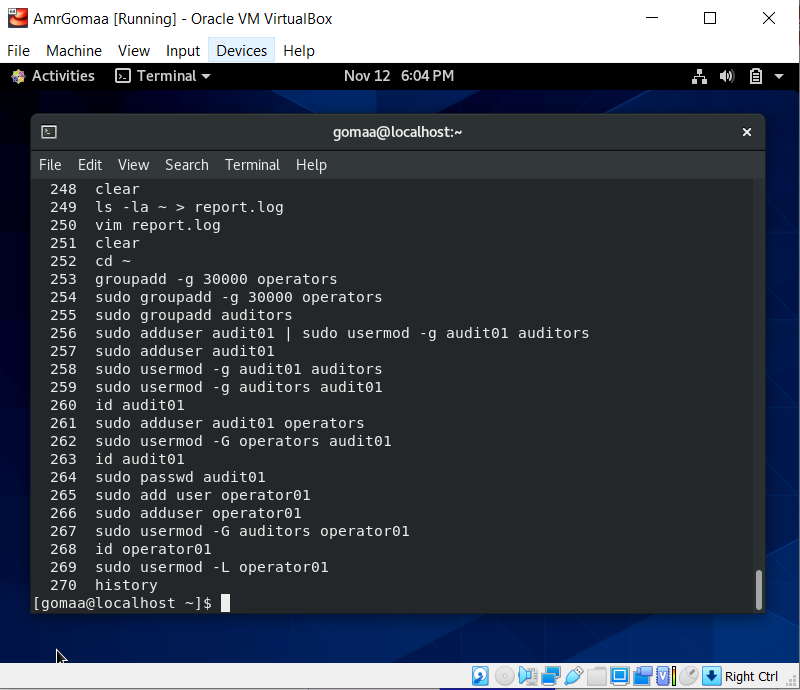 AmrGomaa [Running] - Oracle VM VirtualBox
File Machine View Input Devices Help
Activities Terminal Nov 12 6:04 PM
gomaa@localhost:~
File Edit View Search Terminal Help
248 clear
249 ls -la ~ > report.log
250 vim report.log
251 clear
252 cd ~
253 groupadd -g 30000 operators
254 sudo groupadd -g 30000 operators
255 sudo groupadd auditors
256 sudo adduser audit01 | sudo usermod -g audit01 auditors
257 sudo adduser audit01
258 sudo usermod -g audit01 auditors
259 sudo usermod -g auditors audit01
260 id audit01
261 sudo adduser audit01 operators
262 sudo usermod -G operators audit01
263 id audit01
264 sudo passwd audit01
265 sudo add user operator01
266 sudo adduser operator01
267 sudo usermod -G auditors operator01
268 id operator01
269 sudo usermod -L operator01
270 history
[gomaa@localhost ~]$
Right Ctrl